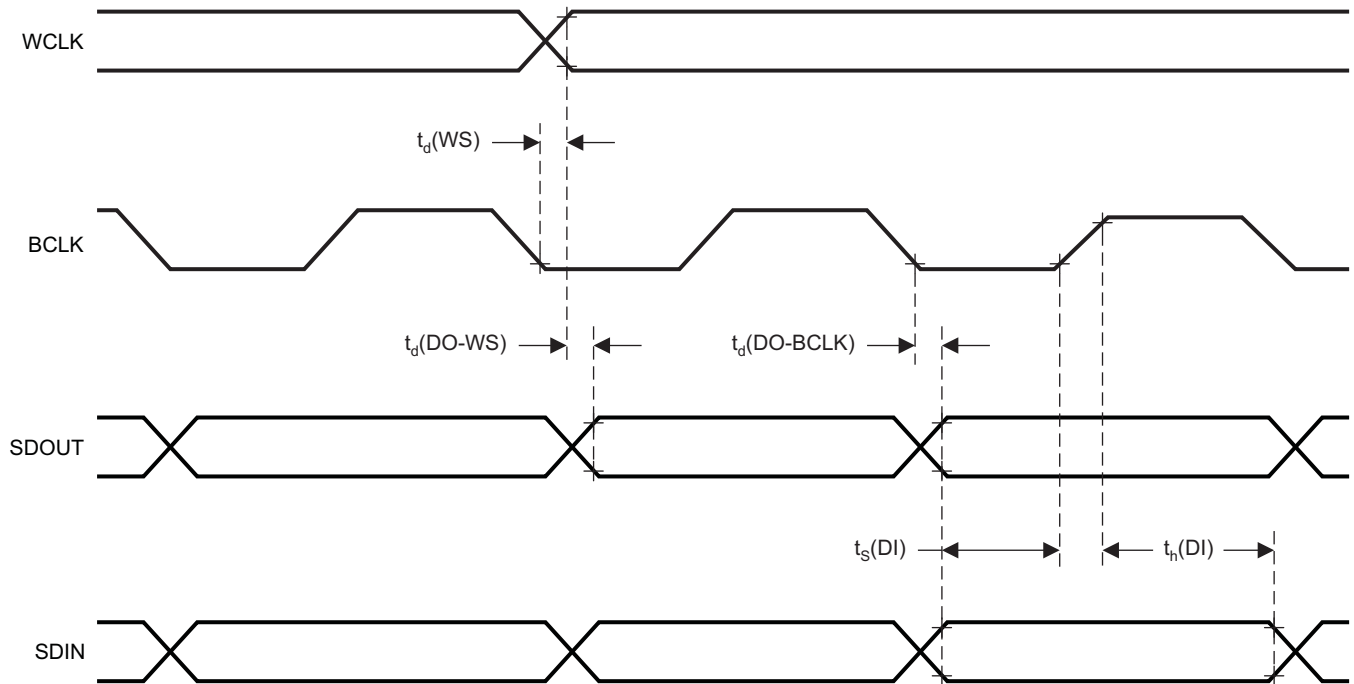 WCLK
td(WS)
BCLK
td(DO-WS)
td(DO-BCLK)
SDOUT
tS(DI)
th(DI)
SDIN